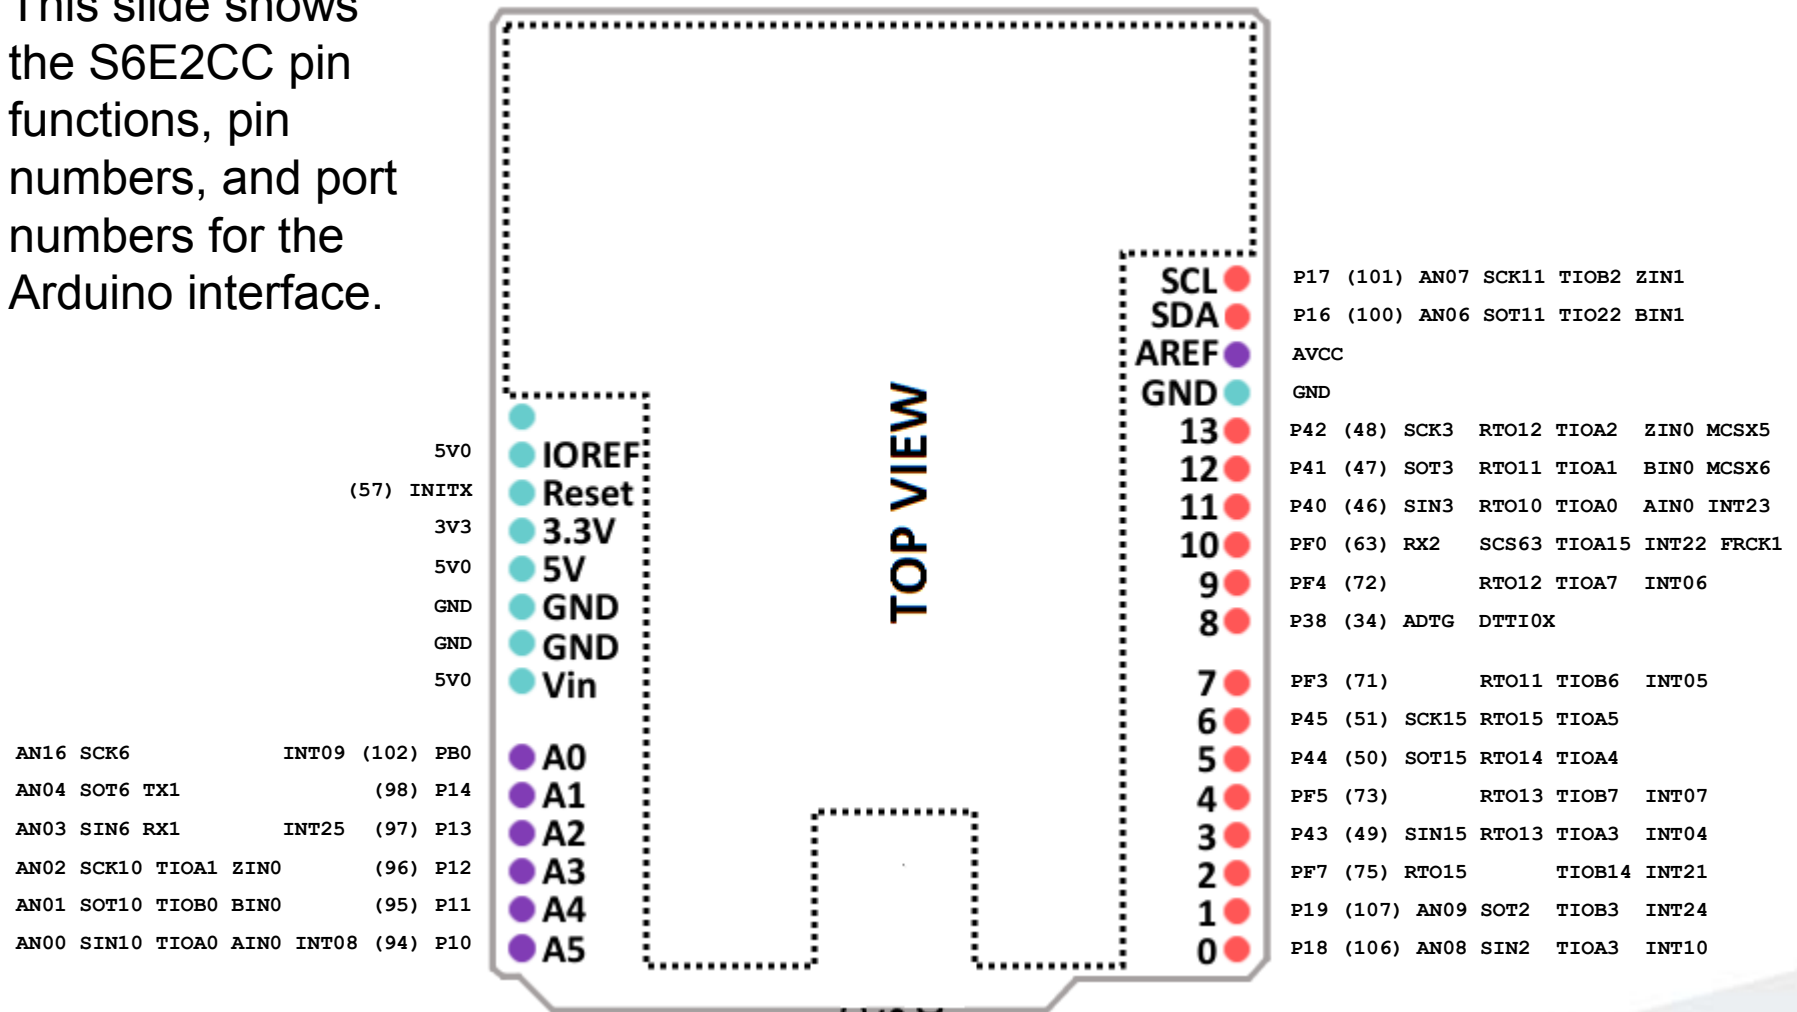 This slide shows
the S6E2CC pin
functions, pin
numbers, and port
numbers for the
Arduino interface.
TOP VIEW
5V0 IOREF
(57) INITX Reset
3V3 3.3V
5V0 5V
GND GND
GND GND
5V0 Vin
AN16 SCK6 INT09 (102) PB0 A0
AN04 SOT6 TX1 (98) P14 A1
AN03 SIN6 RX1 INT25 (97) P13 A2
AN02 SCK10 TIOA1 ZIN0 (96) P12 A3
AN01 SOT10 TIOB0 BIN0 (95) P11 A4
AN00 SIN10 TIOA0 AIN0 INT08 (94) P10 A5
SCL P17 (101) AN07 SCK11 TIOB2 ZIN1
SDA P16 (100) AN06 SOT11 TIO22 BIN1
AREF AVCC
GND GND
13 P42 (48) SCK3 RTO12 TIOA2 ZIN0 MCSX5
12 P41 (47) SOT3 RTO11 TIOA1 BIN0 MCSX6
11 P40 (46) SIN3 RTO10 TIOA0 AIN0 INT23
10 PF0 (63) RX2 SCS63 TIOA15 INT22 FRCK1
9 PF4 (72) RTO12 TIOA7 INT06
8 P38 (34) ADTG DTTI0X
7 PF3 (71) RTO11 TIOB6 INT05
6 P45 (51) SCK15 RTO15 TIOA5
5 P44 (50) SOT15 RTO14 TIOA4
4 PF5 (73) RTO13 TIOB7 INT07
3 P43 (49) SIN15 RTO13 TIOA3 INT04
2 PF7 (75) RTO15 TIOB14 INT21
1 P19 (107) AN09 SOT2 TIOB3 INT24
0 P18 (106) AN08 SIN2 TIOA3 INT10